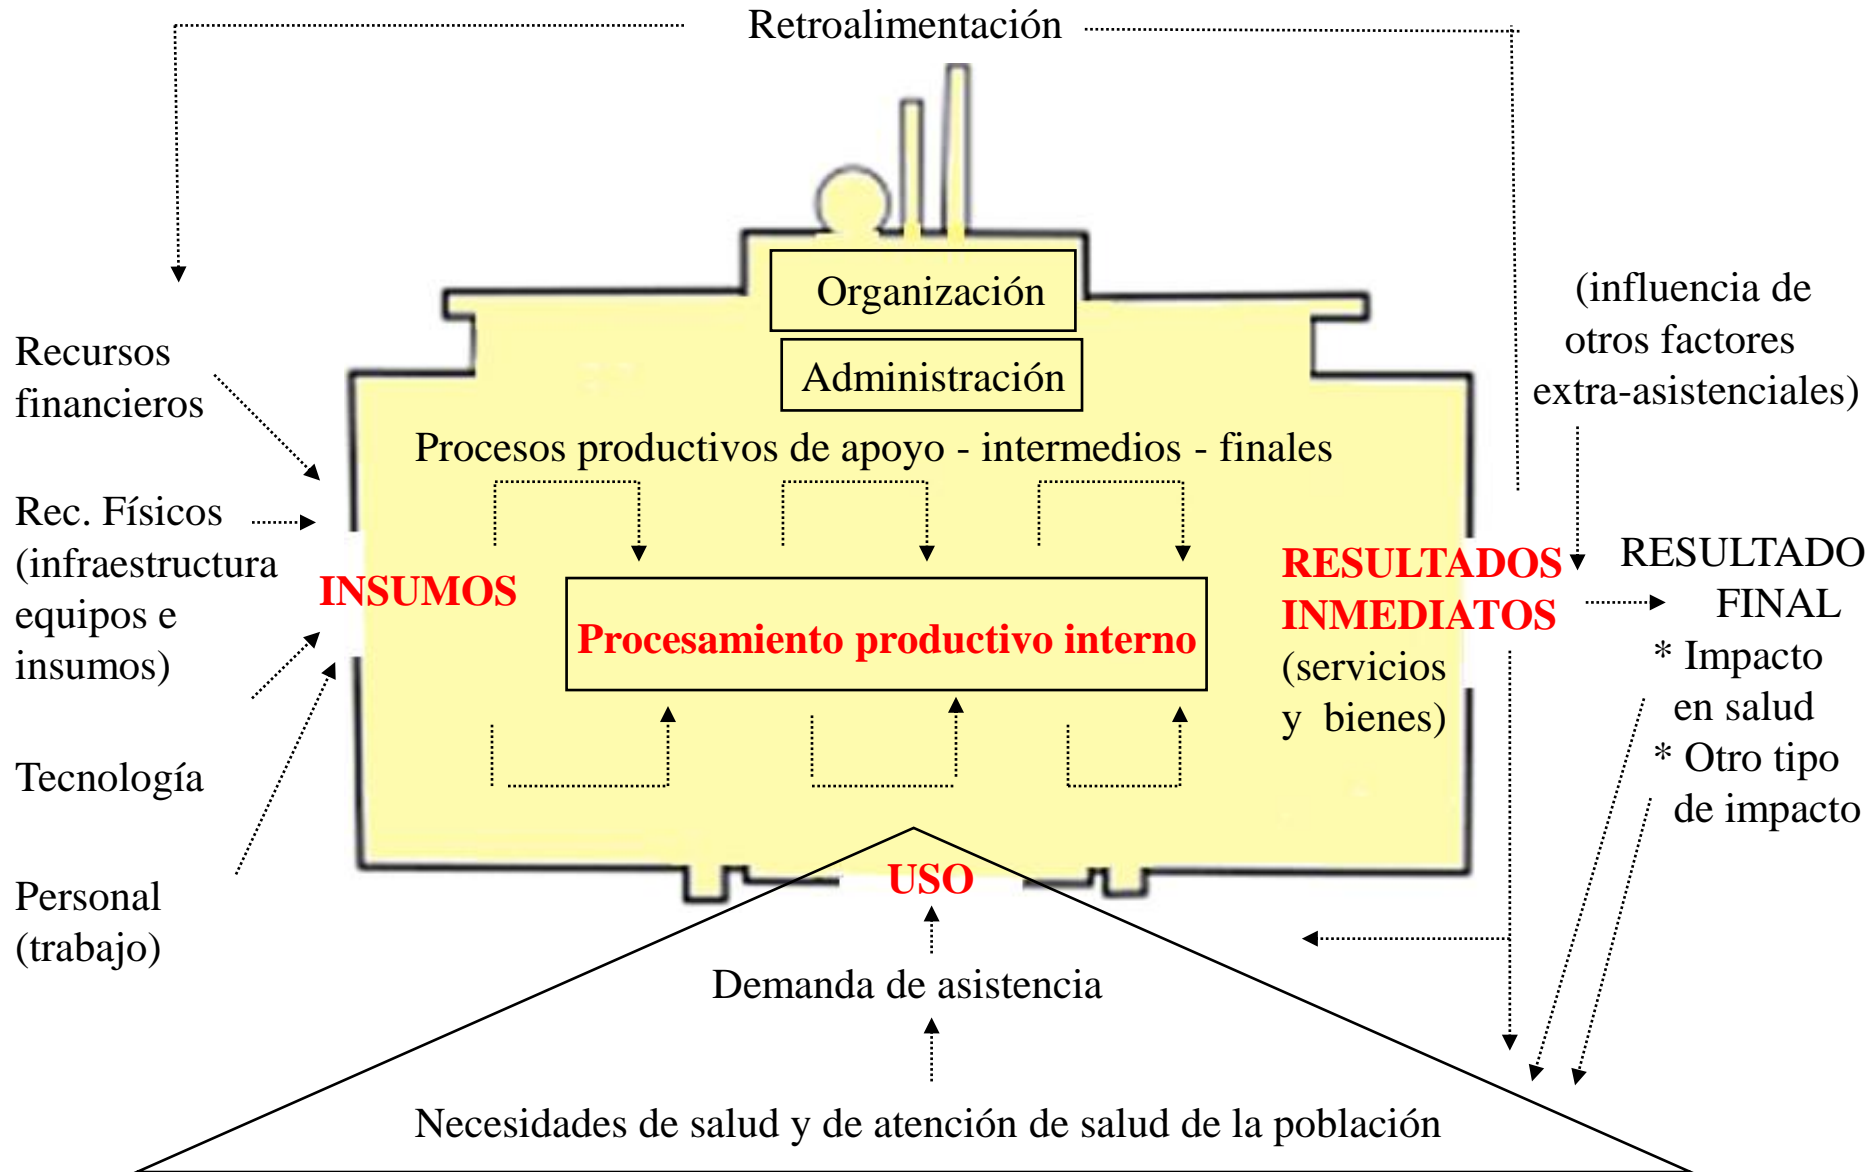 Retroalimentación
Organización
Administración
Procesos productivos de apoyo - intermedios - finales
Recursos
financieros
Rec. Físicos
(infraestructura
equipos e
insumos)
Tecnología
Personal
(trabajo)
INSUMOS
Procesamiento productivo interno
RESULTADOS
INMEDIATOS
(servicios
y bienes)
(influencia de
otros factores
extra-asistenciales)
RESULTADO
FINAL
* Impacto
en salud
* Otro tipo
de impacto
USO
Demanda de asistencia
Necesidades de salud y de atención de salud de la población